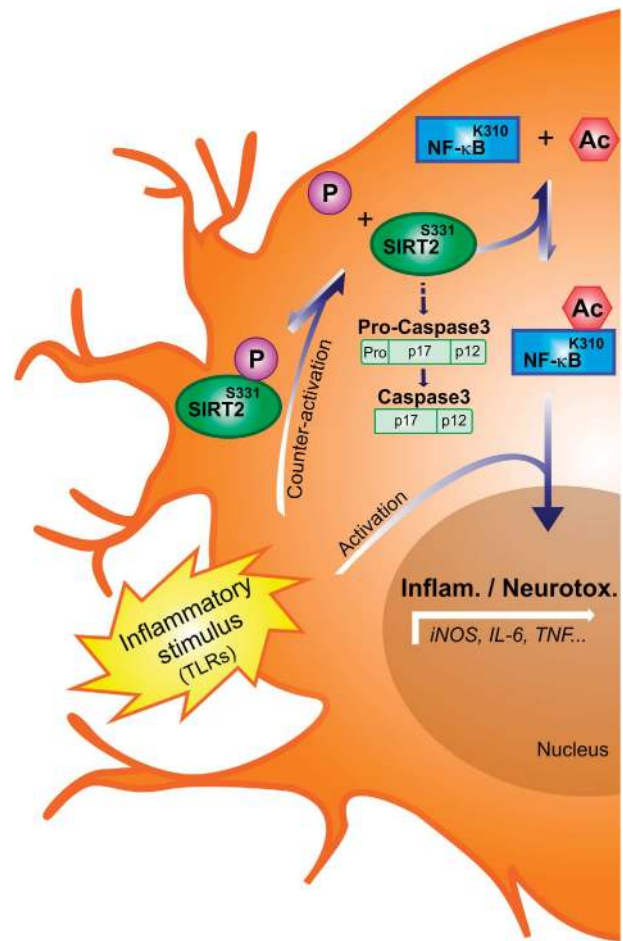 K310
NF-κB
+
Ac
P
+
S331
SIRT2
Ac
K310
NF-κB
Pro-Caspase3
Pro p17 p12
Caspase3
p17 p12
P
S331
SIRT2
Counter-activation
Activation
Inflammatory
stimulus
(TLRs)
Inflam. / Neurotox.
iNOS, IL-6, TNF...
Nucleus